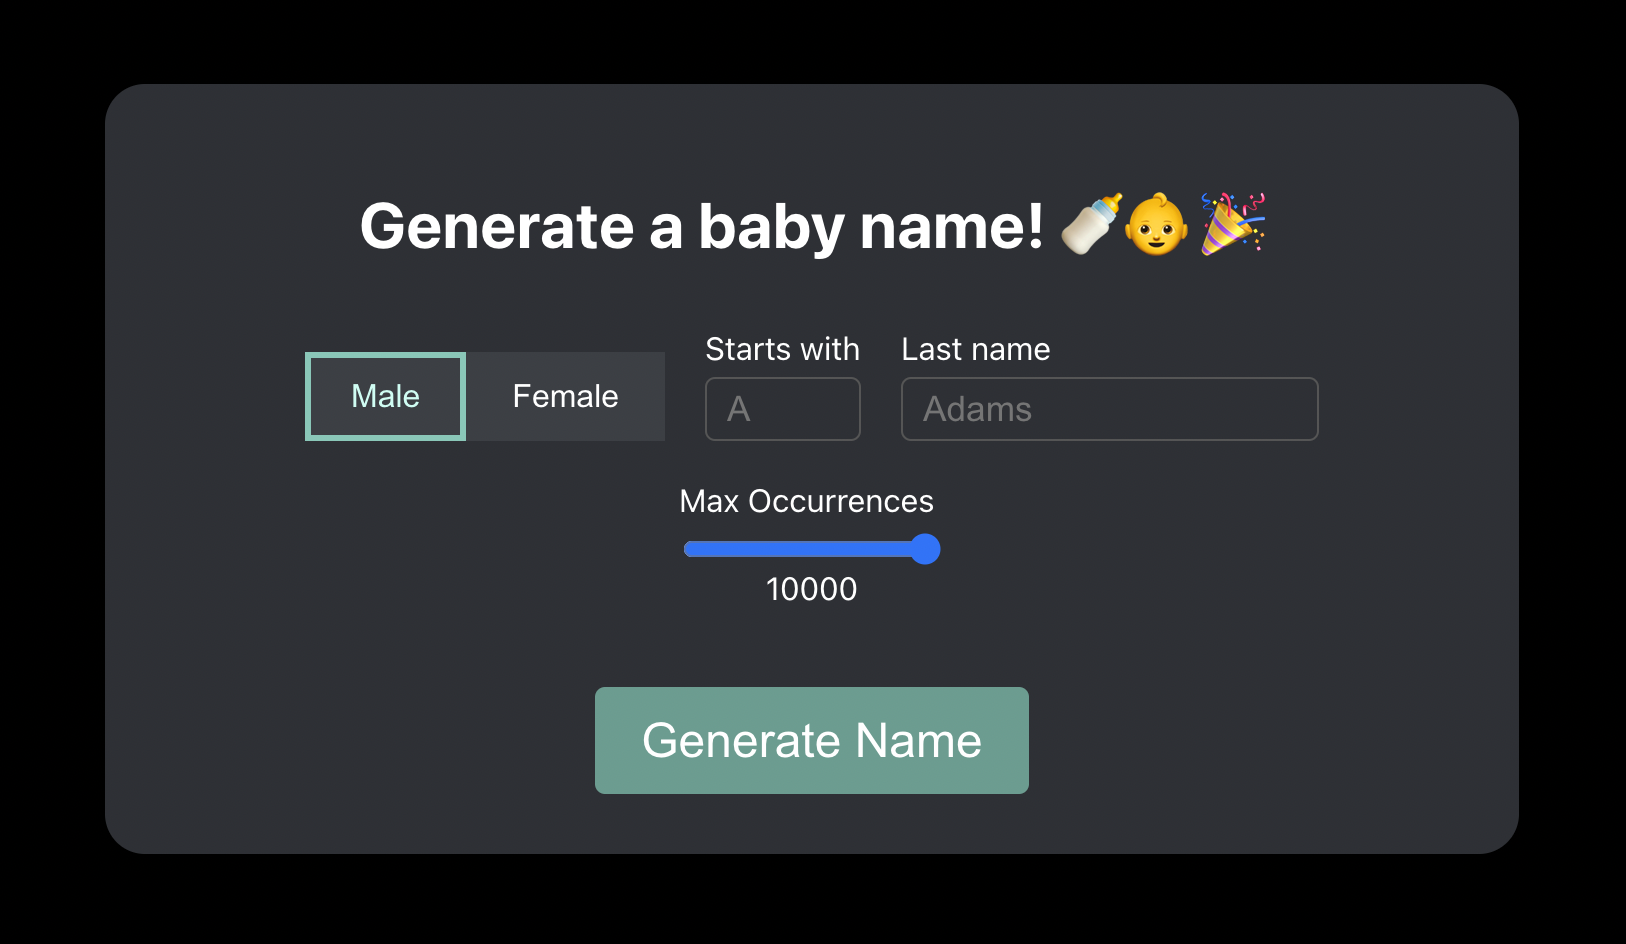 Generate a baby name! 🍼👶🎉
Male Female
Starts with Last name
A Adams
Max Occurrences
10000
Generate Name